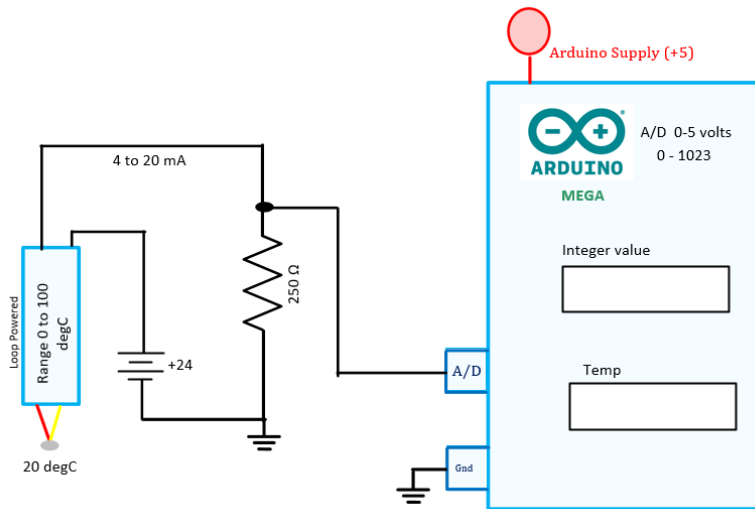 Arduino Supply (+5)
ARDUINO
MEGA
A/D 0-5 volts
0 - 1023
4 to 20 mA
Integer value
250 Ω
Loop Powered
Range 0 to 100
degC
+24
A/D
Temp
20 degC
Gnd